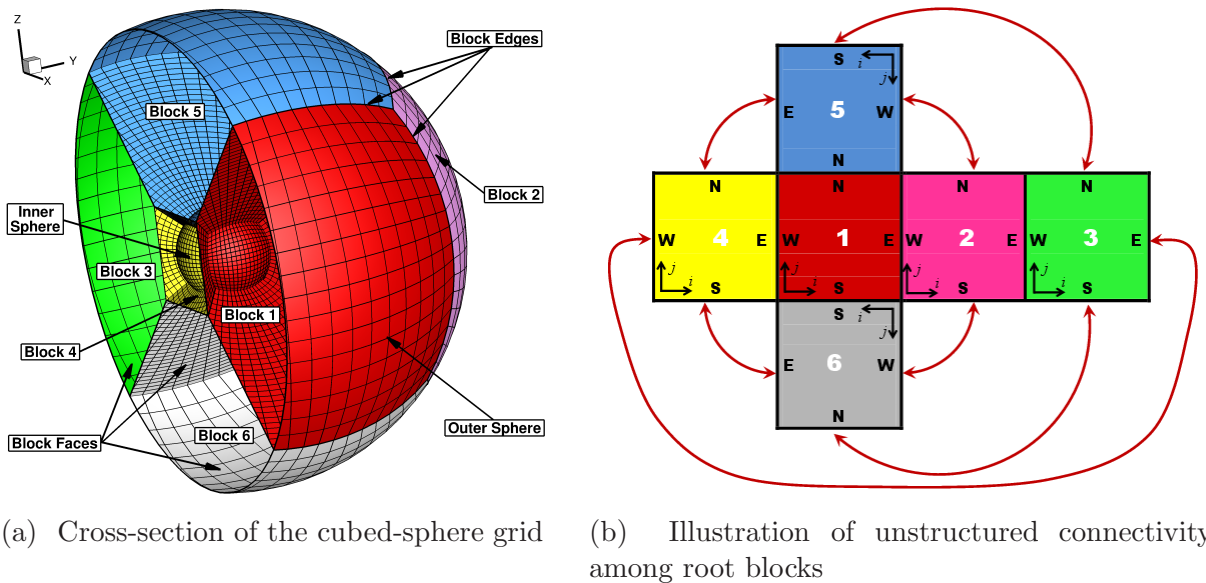 Z
Y
X
Block Edges
Block 5
Block 2
Inner
Sphere
Block 3
Block 1
Block 4
Block Faces
Block 6
Outer Sphere
S
i
j
E 5 W
N
N N N N
W 4 E W 1 E W 2 E W 3 E
j j j j
i i i i
S S S S
S
i
j
E 6 W
N
(a) Cross-section of the cubed-sphere grid
(b) Illustration of unstructured connectivity
among root blocks